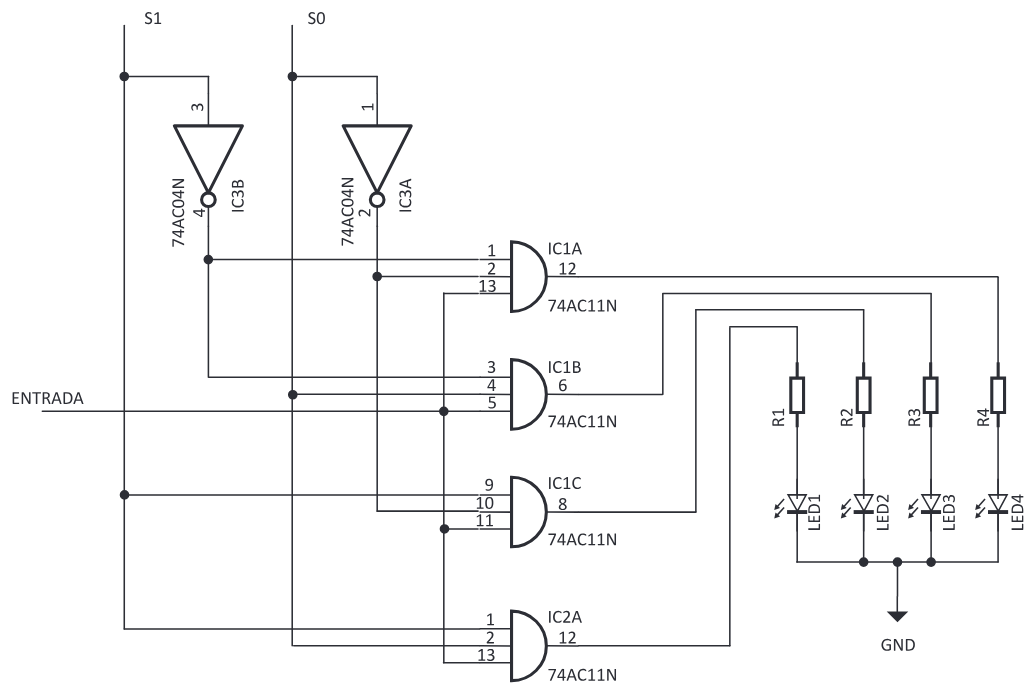 S1
S0
3
1
74AC04N
4
IC3B
74AC04N
2
IC3A
1
2
13
IC1A
12
74AC11N
3
4
5
IC1B
6
74AC11N
ENTRADA
R1
R2
R3
R4
9
10
11
IC1C
8
74AC11N
LED1
LED2
LED3
LED4
1
2
13
IC2A
12
74AC11N
GND